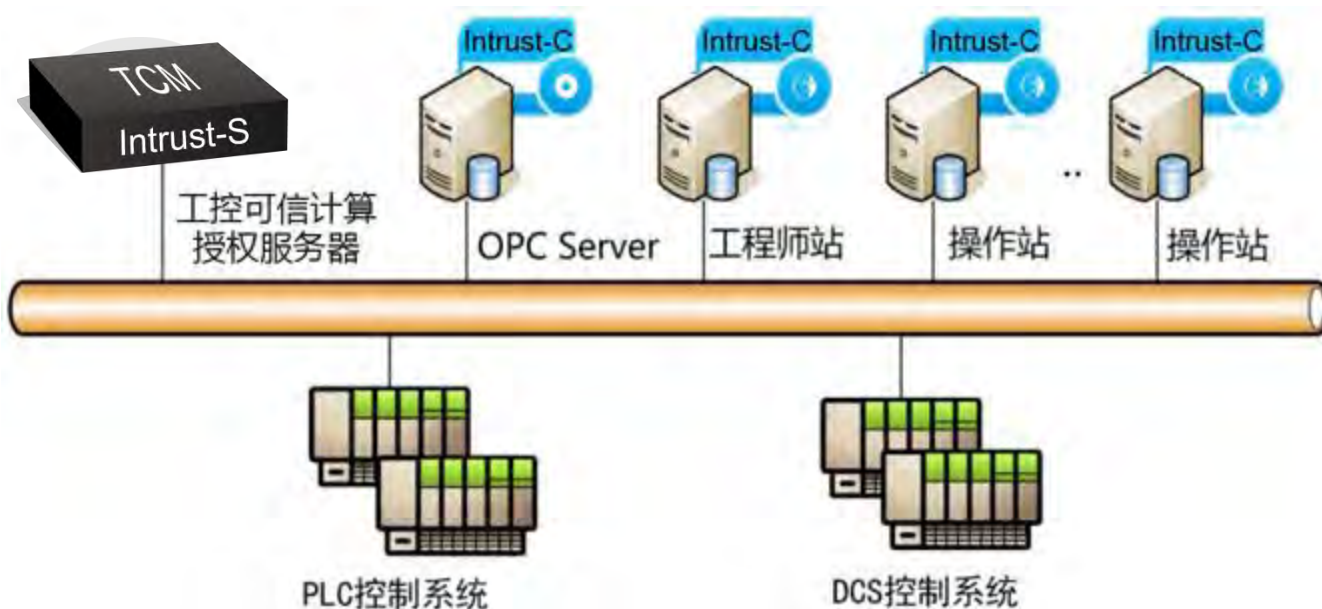 TCM
Intrust-S
Intrust-C
Intrust-C
Intrust-C
Intrust-C
工控可信计算
授权服务器
OPC Server
工程师站
操作站
..
操作站
PLC控制系统
DCS控制系统